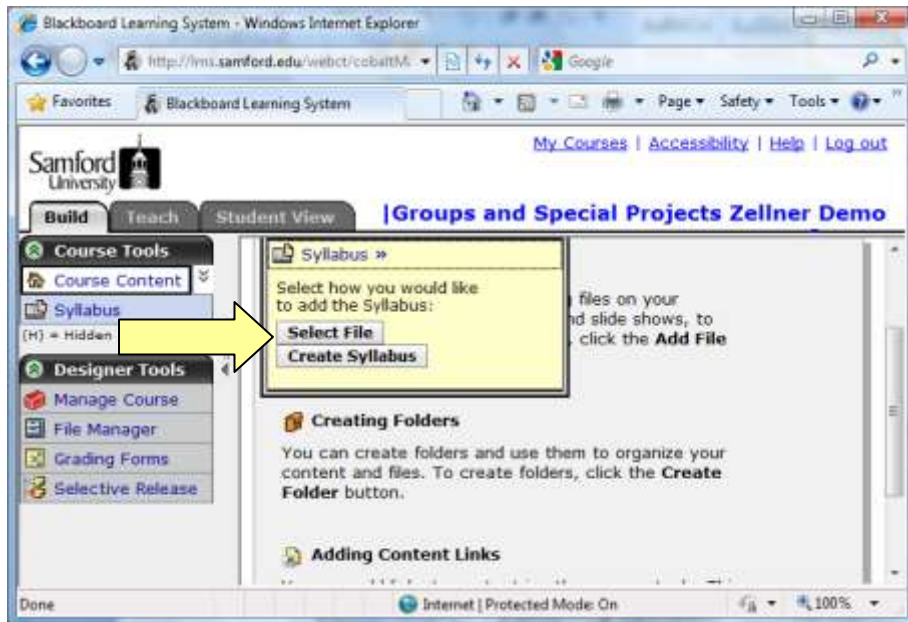 Blackboard Learning System - Windows Internet Explorer
http://lms.samford.edu/webct/cobaltM
Google
Favorites
Blackboard Learning System
Page
Safety
Tools
Samford
University
My Courses | Accessibility | Help | Log out
Build
Teach
Student View
|Groups and Special Projects Zellner Demo
Course Tools
Course Content
Syllabus
(H) = Hidden
Designer Tools
Manage Course
File Manager
Grading Forms
Selective Release
Syllabus »
Select how you would like
to add the Syllabus:
Select File
Create Syllabus
files on your
nd slide shows, to
, click the Add File
Creating Folders
You can create folders and use them to organize your
content and files. To create folders, click the Create
Folder button.
Adding Content Links
Done
Internet | Protected Mode: On
100%